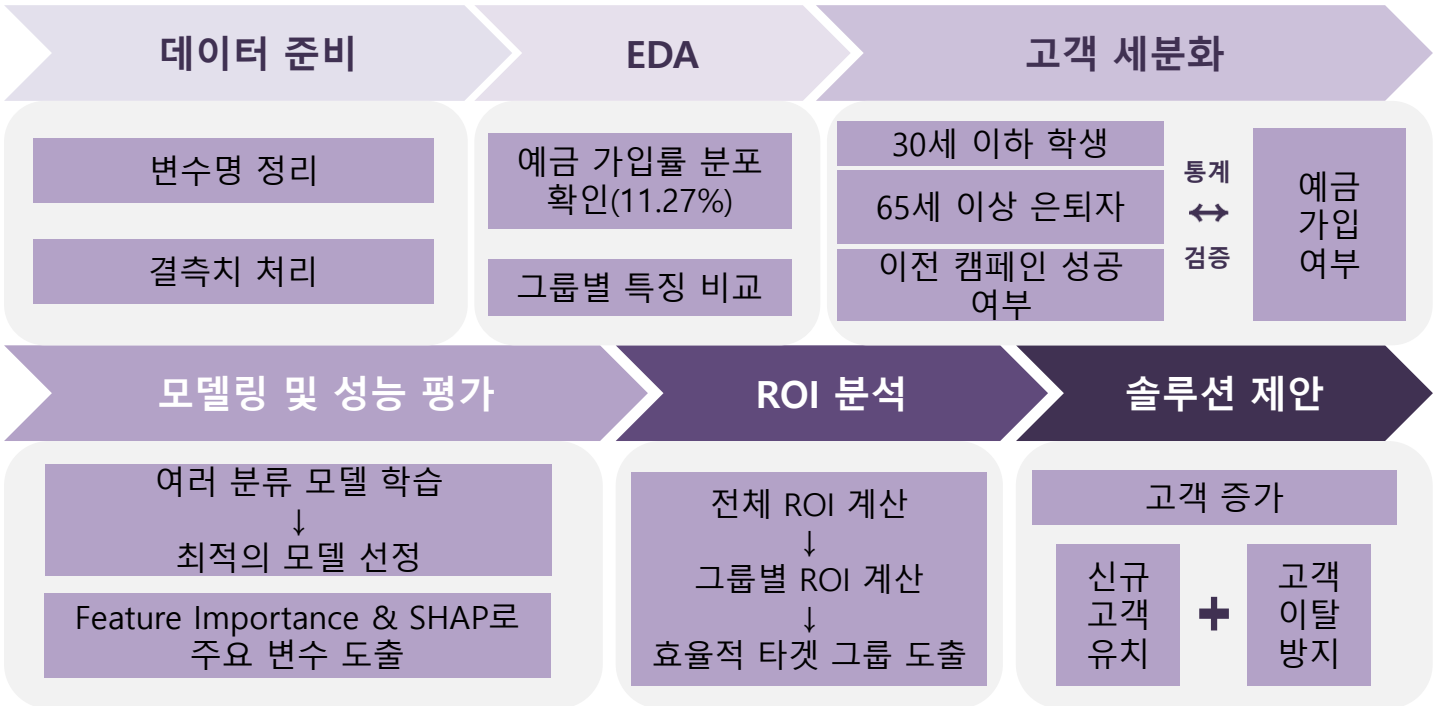 데이터 준비
EDA
고객 세분화
변수명 정리
결측치 처리
예금 가입률 분포
확인(11.27%)
그룹별 특징 비교
30세 이하 학생
65세 이상 은퇴자
이전 캠페인 성공
여부
통계
↔
검증
예금
가입
여부
모델링 및 성능 평가
ROI 분석
솔루션 제안
여러 분류 모델 학습
↓
최적의 모델 선정
Feature Importance & SHAP로
주요 변수 도출
전체 ROI 계산
↓
그룹별 ROI 계산
↓
효율적 타겟 그룹 도출
고객 증가
신규
고객
유치
+
고객
이탈
방지